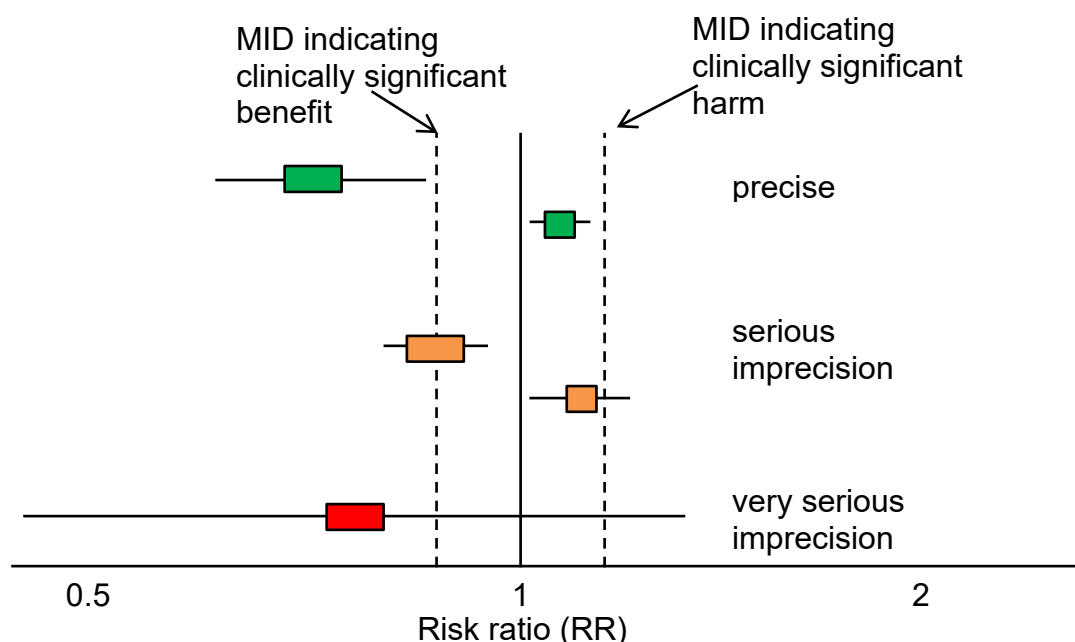 MID indicating
clinically significant
benefit
MID indicating
clinically significant
harm
precise
serious
imprecision
very serious
imprecision
0.5
1
2
Risk ratio (RR)